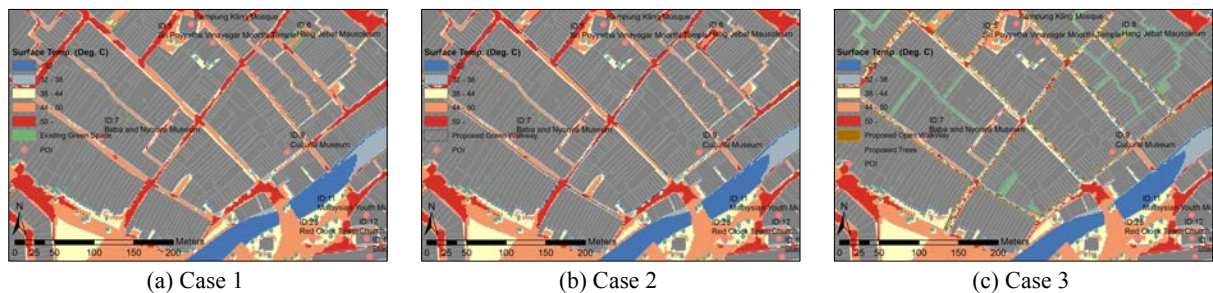 ID:6
Kampung Kling Mosque
Sri Poyyatha Vinayagar Moorthi Temple
Hang Jebat Mausoleum
Surface Temp. (Deg. C)
32 - 38
38 - 44
44 - 50
50 -
Existing Green Space
POI
ID:7
Baba and Nyonya Museum
ID:9
Cultural Museum
ID:11
Malaysian Youth Mu
ID:12
ID:29
Red Clock Tower
Church
N
Meters
0 25 50 100 150 200
(a) Case 1
ID:6
Kampung Kling Mosque
Sri Poyyatha Vinayagar Moorthi Temple
Hang Jebat Mausoleum
Surface Temp. (Deg. C)
32 - 38
38 - 44
44 - 50
50 -
Proposed Green Walkway
POI
ID:7
Baba and Nyonya Museum
ID:9
Cultural Museum
ID:11
Malaysian Youth Mu
ID:12
ID:29
Red Clock Tower
Church
N
Meters
0 25 50 100 150 200
(b) Case 2
ID:6
Kampung Kling Mosque
Sri Poyyatha Vinayagar Moorthi Temple
Hang Jebat Mausoleum
Surface Temp. (Deg. C)
32 - 38
38 - 44
44 - 50
50 -
Proposed Open Walkway
Proposed Trees
POI
ID:7
Baba and Nyonya Museum
ID:9
Cultural Museum
ID:11
Malaysian Youth Mu
ID:12
ID:29
Red Clock Tower
Church
N
Meters
0 25 50 100 150 200
(c) Case 3